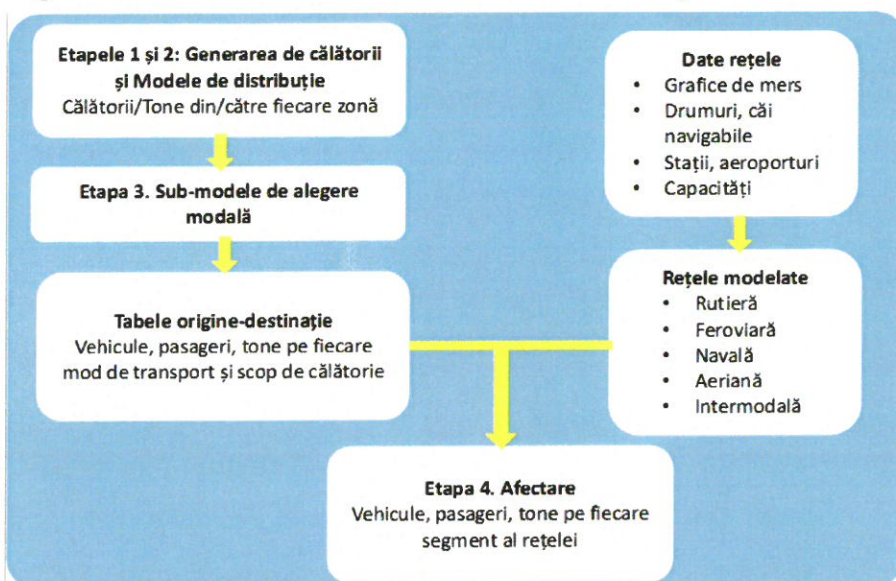 Etapele 1 și 2: Generarea de călătorii
și Modele de distribuție
Călătorii/Tone din/către fiecare zonă
Etapa 3. Sub-modele de alegere
modală
Tabele origine-destinație
Vehicule, pasageri, tone pe fiecare
mod de transport și scop de călătorie
Date rețele
• Grafice de mers
• Drumuri, căi
navigabile
• Stații, aeroporturi
• Capacități
Rețele modelate
• Rutieră
• Feroviară
• Navală
• Aeriană
• Intermodală
Etapa 4. Afectare
Vehicule, pasageri, tone pe fiecare
segment al rețelei